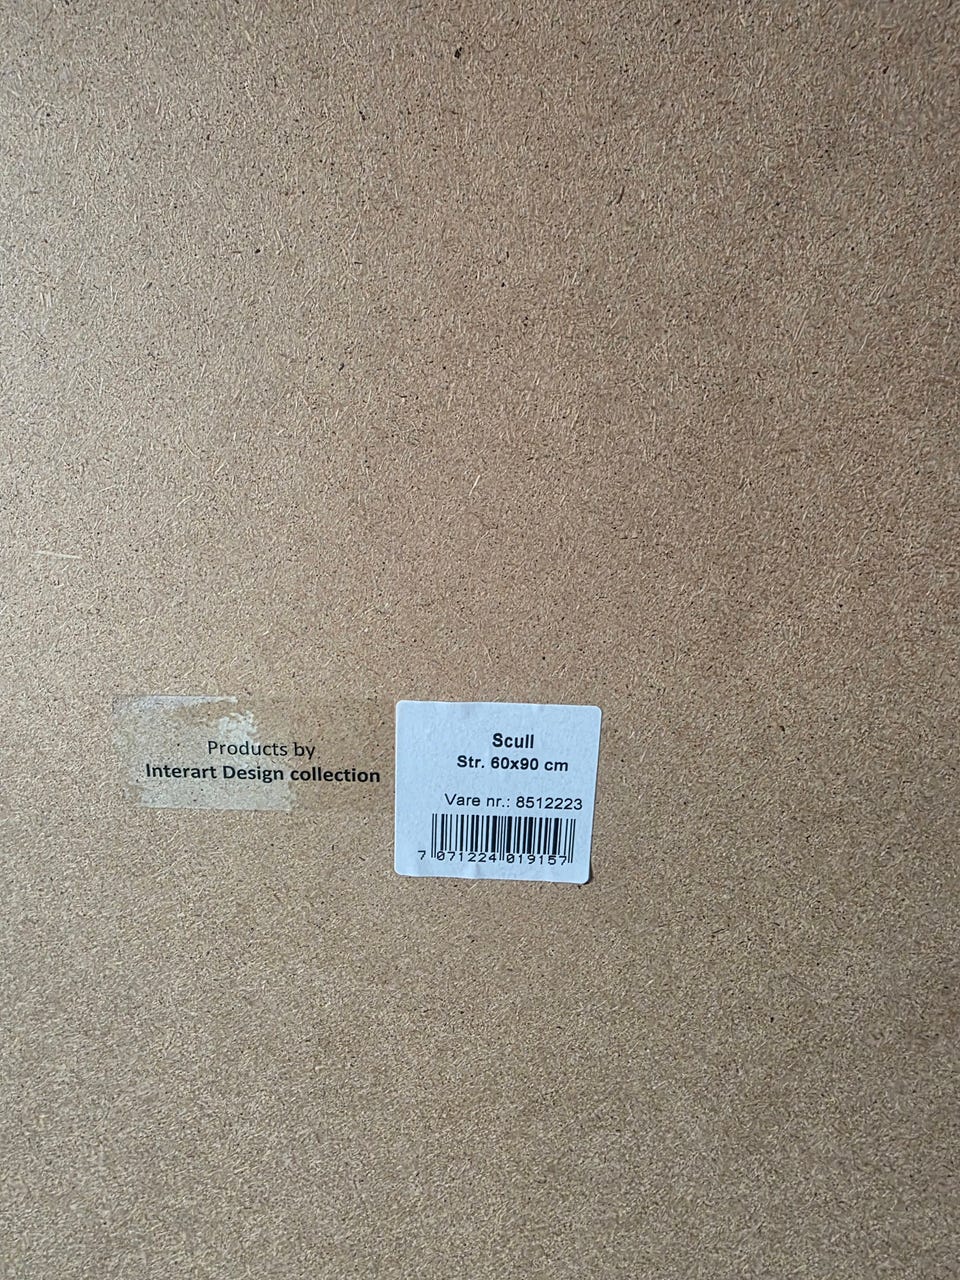 Products by
Interart Design collection
Scull
Str. 60x90 cm
Vare nr.: 8512223
7 071224 019157